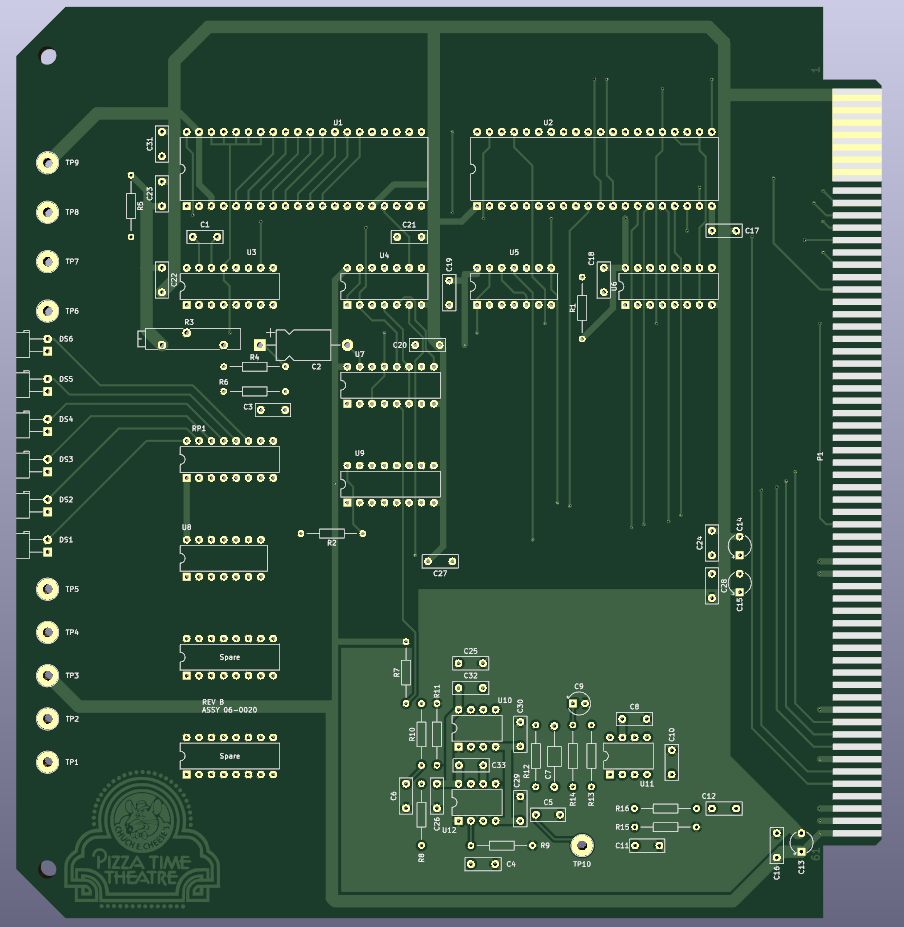 1
U1
U2
C31
TP9
C23
R5
TP8
C1
C21
C17
U3
U4
U5
TP7
C22
C19
C18
U6
R1
TP6
R3
DS6
C20
C2
U7
R4
DS5
R6
C3
DS4
RP1
U9
P1
DS3
DS2
U8
R2
C24
C14
DS1
C27
C28
C15
TP5
TP4
Spare
C25
R7
TP3
C32
R11
U10
C9
REV B
ASSY 06-0020
C30
C8
TP2
R10
Spare
TP1
C33
R12
C7
C10
U11
C6
C26
C29
R14
R13
C5
R16
C12
U12
R15
CHUCK E. CHEESE
R8
R9
C11
61
PIZZA TIME
THEATRE
C4
TP10
C16
C13